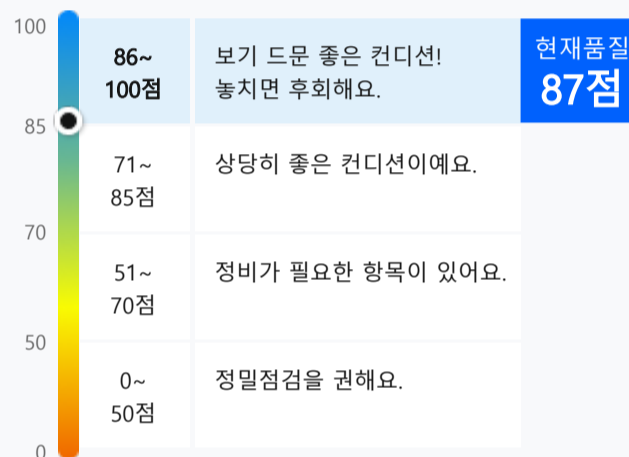 100
86~
100점
보기 드문 좋은 컨디션!
놓치면 후회해요.
현재품질
87점
85
71~
85점
상당히 좋은 컨디션이예요.
70
51~
70점
정비가 필요한 항목이 있어요.
50
0~
50점
정밀점검을 권해요.
0